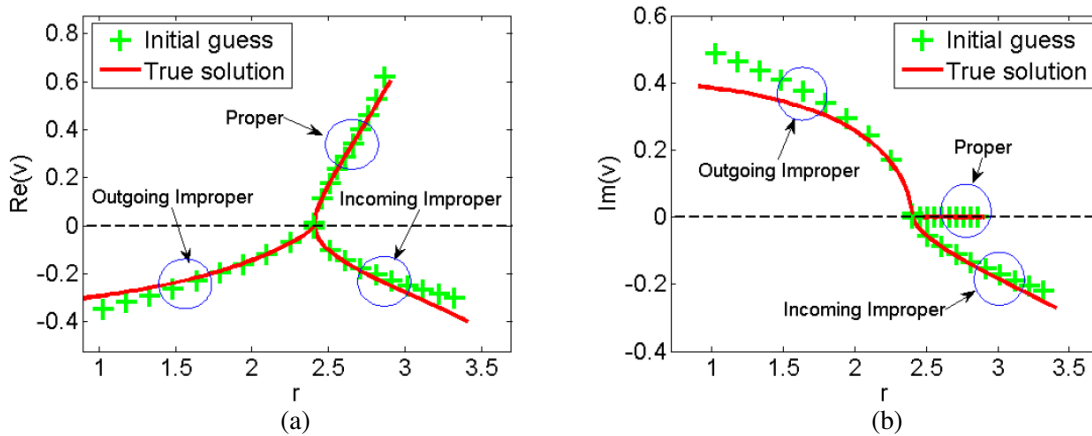 0.8
0.6
0.4
0.2
0
-0.2
-0.4
Re(v)
Initial guess
True solution
Proper
Outgoing Improper
Incoming Improper
1
1.5
2
2.5
3
3.5
r
(a)
0.6
0.4
0.2
0
-0.2
-0.4
Im(v)
Initial guess
True solution
Outgoing Improper
Proper
Incoming Improper
1
1.5
2
2.5
3
3.5
r
(b)